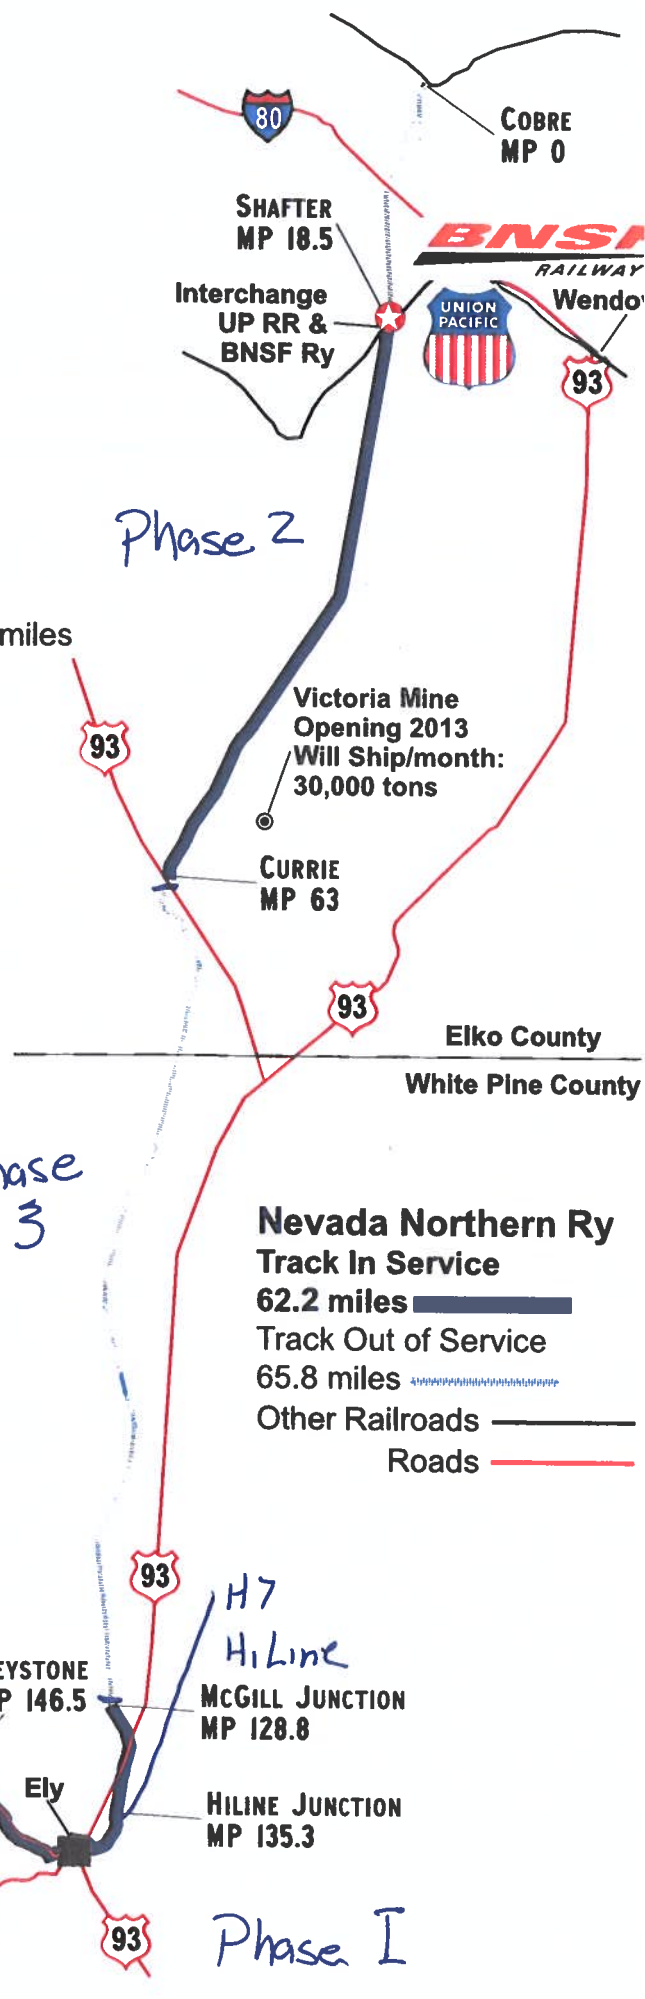 80
COBRE
MP 0
SHAFTER
MP 18.5
BNSF
RAILWAY
Interchange
UP RR &
BNSF Ry
UNION
PACIFIC
Wendo
93
Phase 2
miles
93
Victoria Mine
Opening 2013
Will Ship/month:
30,000 tons
CURRIE
MP 63
93
Elko County
White Pine County
hase
3
Nevada Northern Ry
Track In Service
62.2 miles
Track Out of Service
65.8 miles
Other Railroads
Roads
93
H7
HiLine
EYSTONE
P 146.5
MCGILL JUNCTION
MP 128.8
Ely
HILINE JUNCTION
MP 135.3
93
Phase I